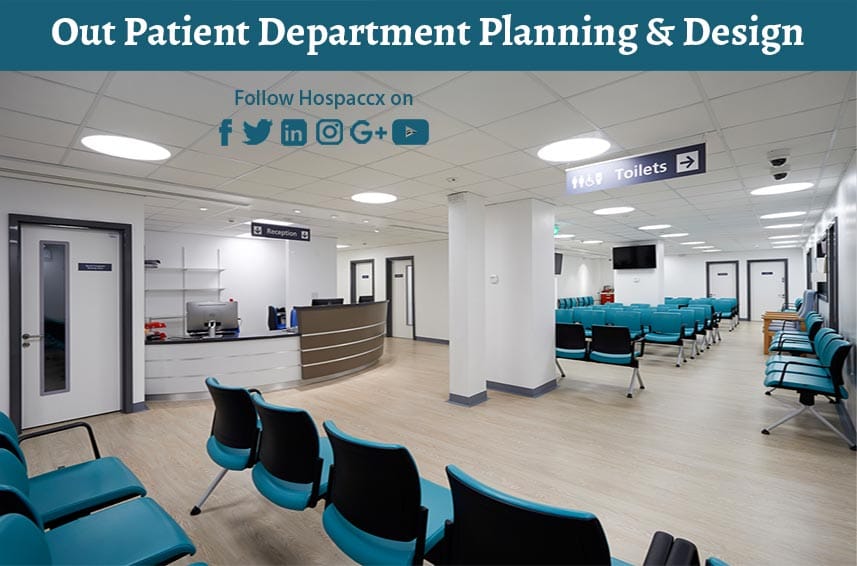 Out Patient Department Planning & Design
Follow Hospaccx on
Toilets
Reception